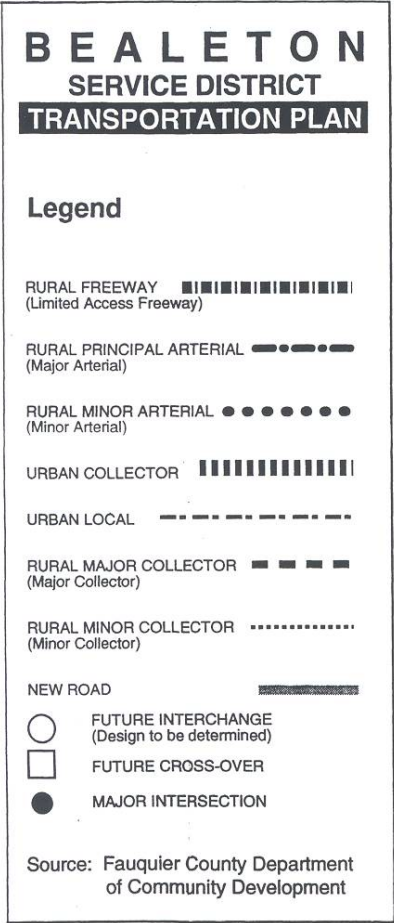 BEALETON
SERVICE DISTRICT
TRANSPORTATION PLAN
Legend
RURAL FREEWAY
(Limited Access Freeway)
RURAL PRINCIPAL ARTERIAL
(Major Arterial)
RURAL MINOR ARTERIAL
(Minor Arterial)
URBAN COLLECTOR
URBAN LOCAL
RURAL MAJOR COLLECTOR
(Major Collector)
RURAL MINOR COLLECTOR
(Minor Collector)
NEW ROAD
FUTURE INTERCHANGE
(Design to be determined)
FUTURE CROSS-OVER
MAJOR INTERSECTION
Source: Fauquier County Department
of Community Development